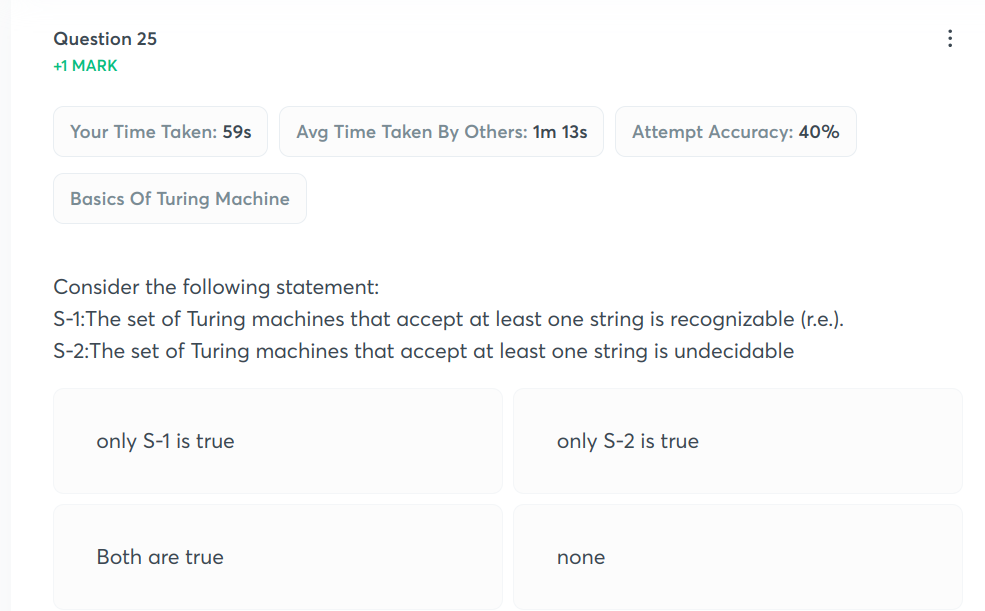 Question 25
+1 MARK
Your Time Taken: 59s
Avg Time Taken By Others: 1m 13s
Attempt Accuracy: 40%
Basics Of Turing Machine
Consider the following statement:
S-1:The set of Turing machines that accept at least one string is recognizable (r.e.).
S-2:The set of Turing machines that accept at least one string is undecidable
only S-1 is true
only S-2 is true
Both are true
none